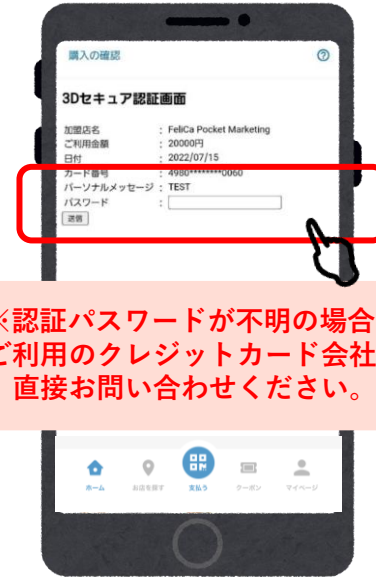 購入の確認
3Dセキュア認証画面
加盟店名 : FeliCa Pocket Marketing
ご利用金額 : 20000円
日付 : 2022/07/15
カード番号 : 4980********0060
パーソナルメッセージ : TEST
パスワード :
送信
※認証パスワードが不明の場合
ご利用のクレジットカード会社
直接お問い合わせください。
ホーム お店を探す 支払う クーポン マイページ